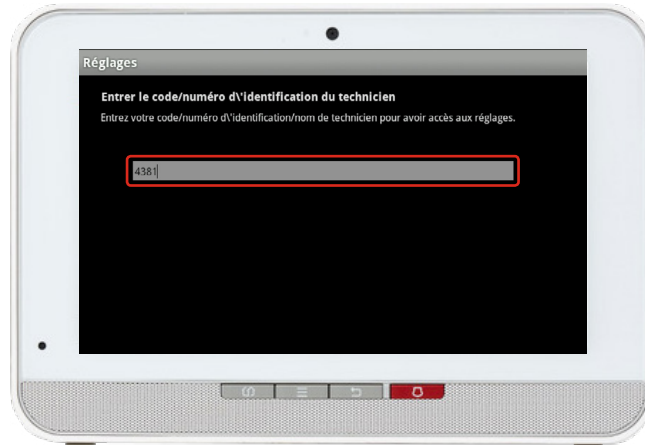 Réglages
Entrer le code/numéro d\'identification du technicien
Entrez votre code/numéro d\'identification/nom de technicien pour avoir accès aux réglages.
4381